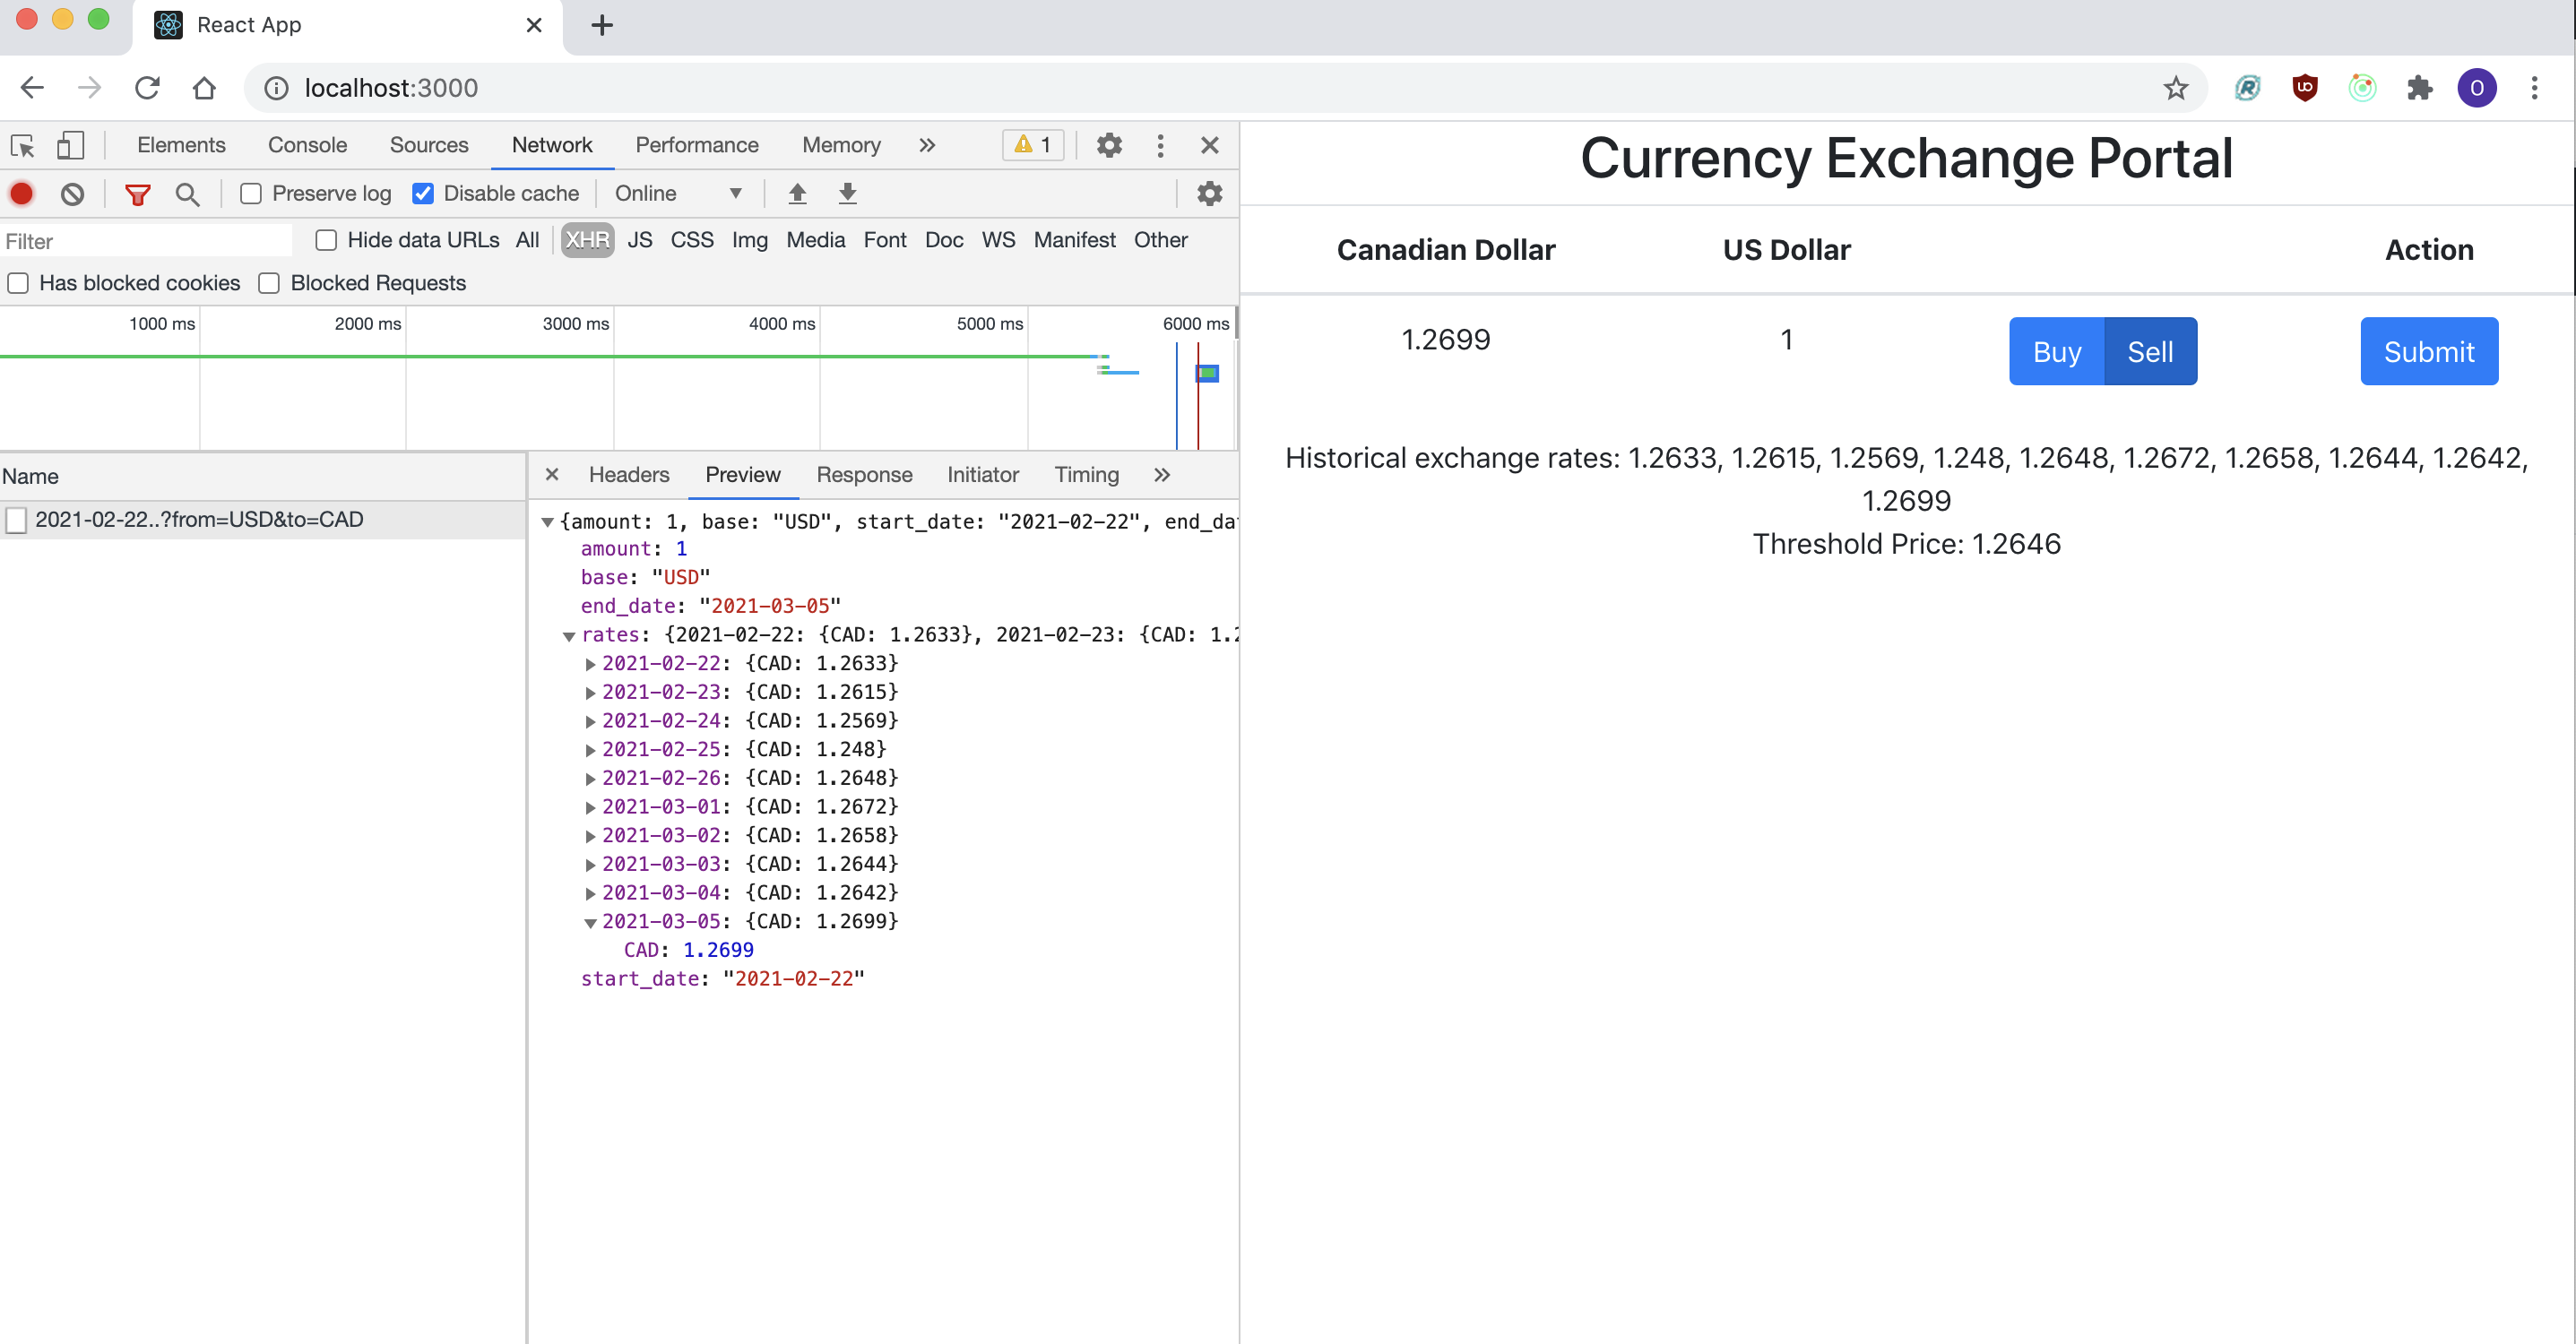 React App
localhost:3000
Elements Console Sources Network Performance Memory » 1
Preserve log Disable cache Online
Filter Hide data URLs All XHR JS CSS Img Media Font Doc WS Manifest Other
Has blocked cookies Blocked Requests
1000 ms 2000 ms 3000 ms 4000 ms 5000 ms 6000 ms
Name
2021-02-22..?from=USD&to=CAD
Headers Preview Response Initiator Timing »
{amount: 1, base: "USD", start_date: "2021-02-22", end_da
amount: 1
base: "USD"
end_date: "2021-03-05"
rates: {2021-02-22: {CAD: 1.2633}, 2021-02-23: {CAD: 1.2
2021-02-22: {CAD: 1.2633}
2021-02-23: {CAD: 1.2615}
2021-02-24: {CAD: 1.2569}
2021-02-25: {CAD: 1.248}
2021-02-26: {CAD: 1.2648}
2021-03-01: {CAD: 1.2672}
2021-03-02: {CAD: 1.2658}
2021-03-03: {CAD: 1.2644}
2021-03-04: {CAD: 1.2642}
2021-03-05: {CAD: 1.2699}
CAD: 1.2699
start_date: "2021-02-22"
Currency Exchange Portal
Canadian Dollar US Dollar Action
1.2699 1 Buy Sell Submit
Historical exchange rates: 1.2633, 1.2615, 1.2569, 1.248, 1.2648, 1.2672, 1.2658, 1.2644, 1.2642,
1.2699
Threshold Price: 1.2646
O